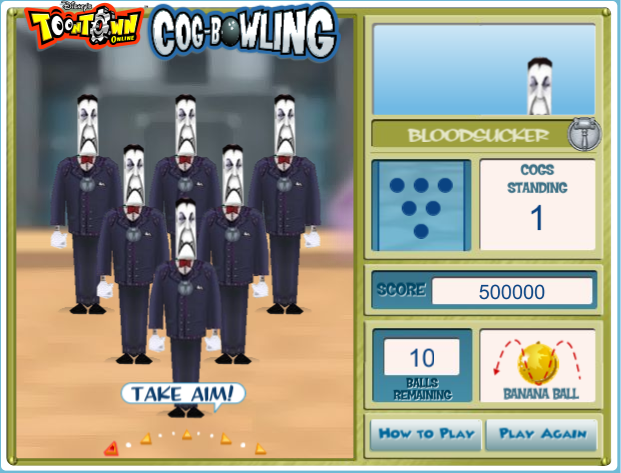 Disney's
TOONTOWN
ONLINE
COG-BOWLING
BLOODSUCKER
COGS
STANDING
1
SCORE 500000
10
BALLS
REMAINING
BANANA BALL
TAKE AIM!
HOW TO PLAY
PLAY AGAIN